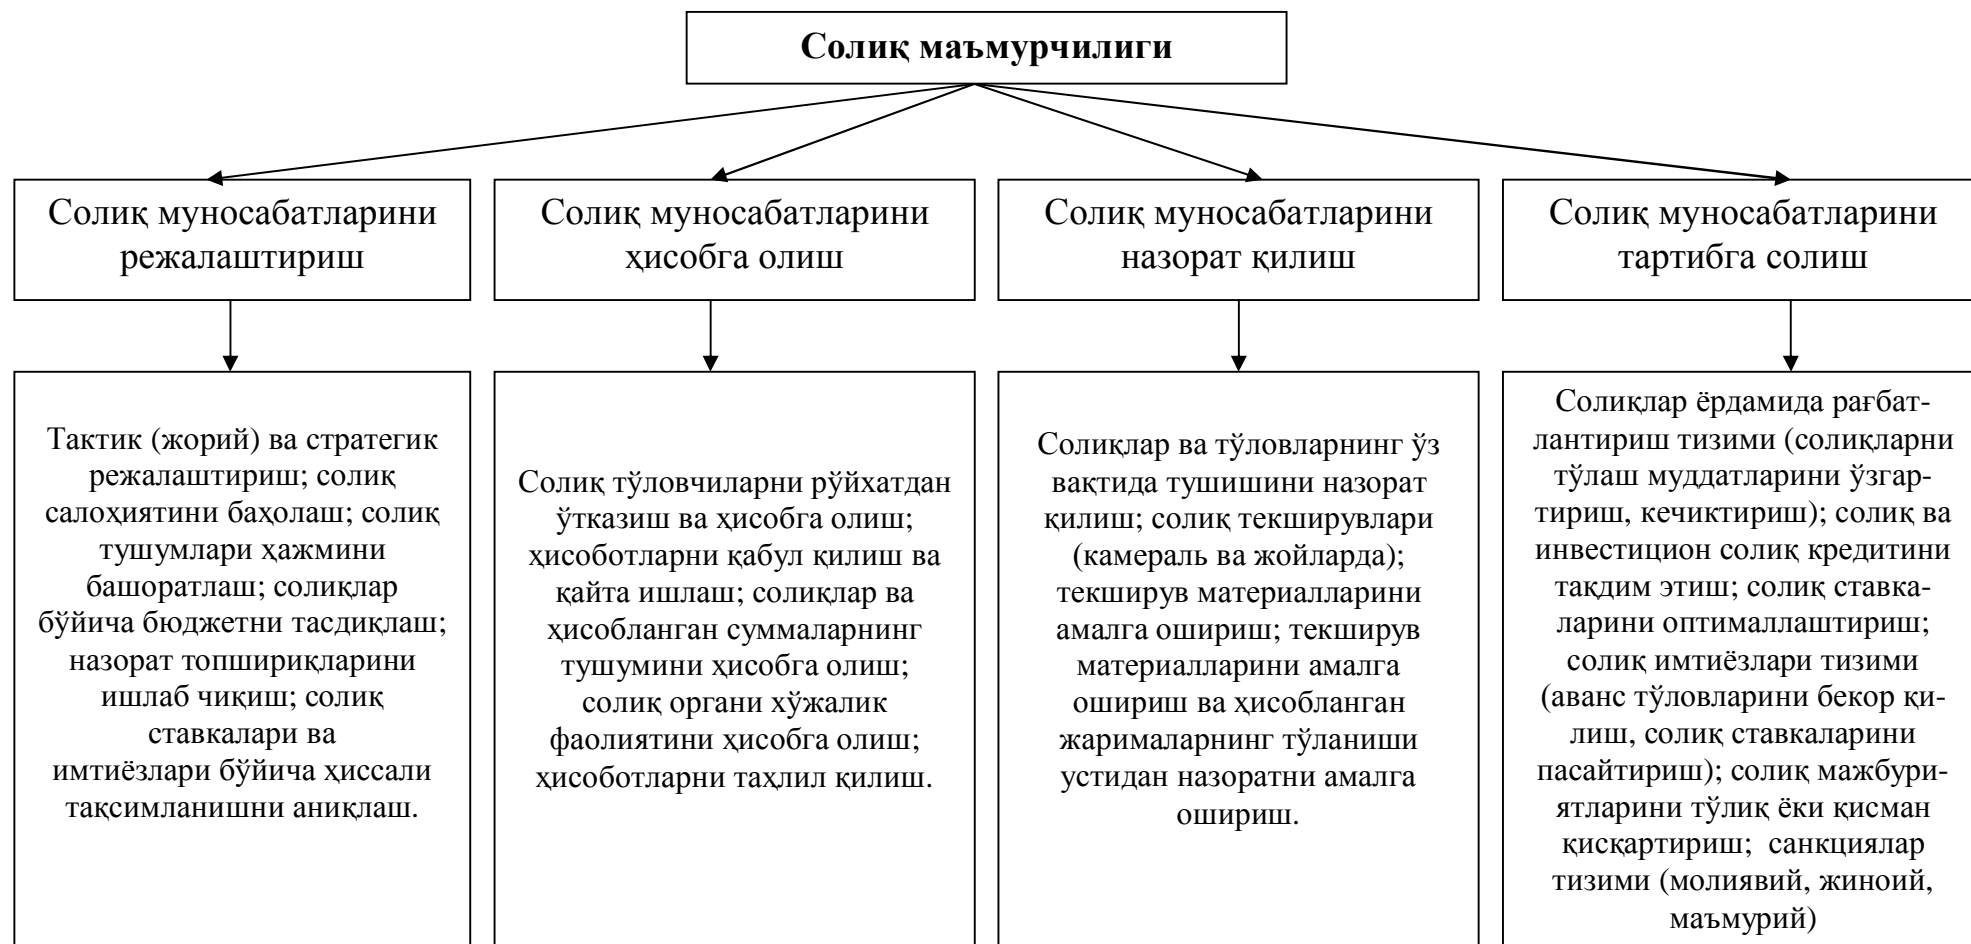 Солиқ маъмурчилиги
Солиқ муносабатларини
режалаштириш
Солиқ муносабатларини
ҳисобга олиш
Солиқ муносабатларини
назорат қилиш
Солиқ муносабатларини
тартибга солиш
Тактик (жорий) ва стратегик
режалаштириш; солиқ
салоҳиятини баҳолаш; солиқ
тушумлари ҳажмини
башоратлаш; солиқлар
бўйича бюджетни тасдиқлаш;
назорат топшириқларини
ишлаб чиқиш; солиқ
ставкалари ва
имтиёзлари бўйича ҳиссали
тақсимланишни аниқлаш.
Солиқ тўловчиларни рўйхатдан
ўтказиш ва ҳисобга олиш;
ҳисоботларни қабул қилиш ва
қайта ишлаш; солиқлар ва
ҳисобланган суммаларнинг
тушумини ҳисобга олиш;
солиқ органи хўжалик
фаолиятини ҳисобга олиш;
ҳисоботларни таҳлил қилиш.
Солиқлар ва тўловларнинг ўз
вақтида тушишини назорат
қилиш; солиқ текширувлари
(камераль ва жойларда);
текширув материалларини
амалга ошириш; текширув
материалларини амалга
ошириш ва ҳисобланган
жарималарнинг тўланиши
устидан назоратни амалга
ошириш.
Солиқлар ёрдамида рағбат-
лантириш тизими (солиқларни
тўлаш муддатларини ўзгар-
тириш, кечиктириш); солиқ ва
инвестицион солиқ кредитини
тақдим этиш; солиқ ставка-
ларини оптималлаштириш;
солиқ имтиёзлари тизими
(аванс тўловларини бекор қи-
лиш, солиқ ставкаларини
пасайтириш); солиқ мажбури-
ятларини тўлиқ ёки қисман
қисқартириш; санкциялар
тизими (молиявий, жиноий,
маъмурий)